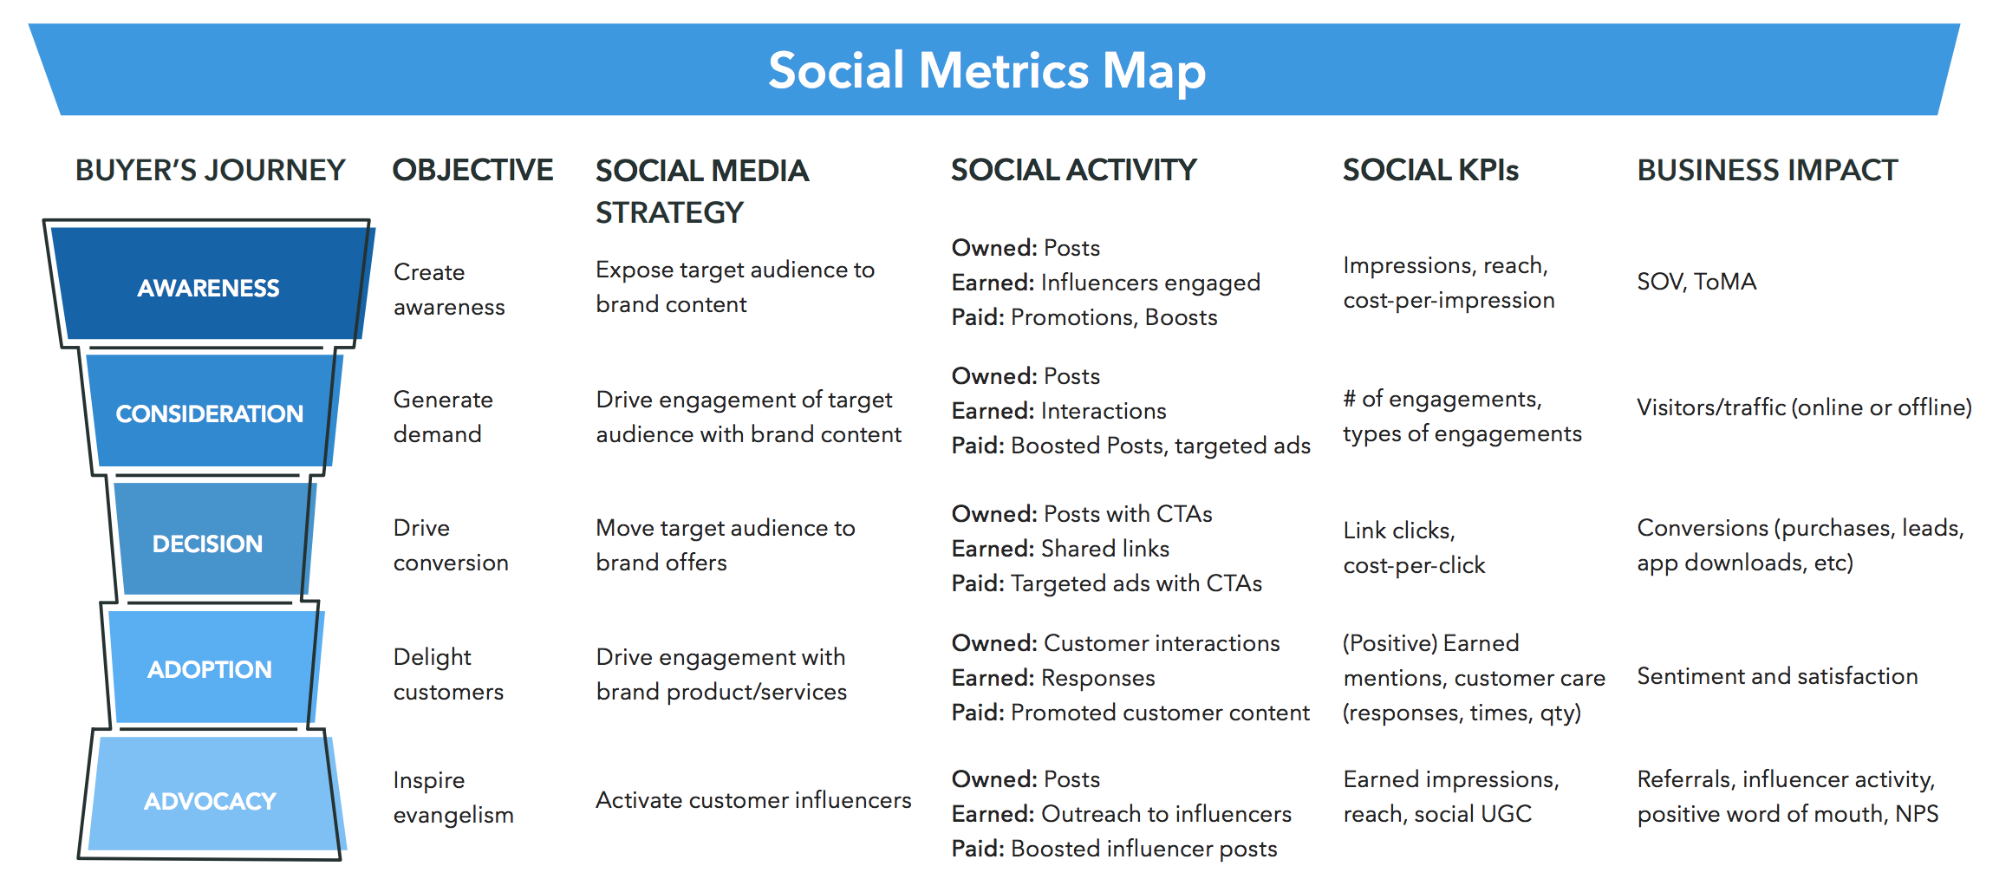 Social Metrics Map
BUYER’S JOURNEY
OBJECTIVE
SOCIAL MEDIA
STRATEGY
SOCIAL ACTIVITY
SOCIAL KPIs
BUSINESS IMPACT
AWARENESS
Create
awareness
Expose target audience to
brand content
Owned: Posts
Earned: Influencers engaged
Paid: Promotions, Boosts
Impressions, reach,
cost-per-impression
SOV, ToMA
CONSIDERATION
Generate
demand
Drive engagement of target
audience with brand content
Owned: Posts
Earned: Interactions
Paid: Boosted Posts, targeted ads
# of engagements,
types of engagements
Visitors/traffic (online or offline)
DECISION
Drive
conversion
Move target audience to
brand offers
Owned: Posts with CTAs
Earned: Shared links
Paid: Targeted ads with CTAs
Link clicks,
cost-per-click
Conversions (purchases, leads,
app downloads, etc)
ADOPTION
Delight
customers
Drive engagement with
brand product/services
Owned: Customer interactions
Earned: Responses
Paid: Promoted customer content
(Positive) Earned
mentions, customer care
(responses, times, qty)
Sentiment and satisfaction
ADVOCACY
Inspire
evangelism
Activate customer influencers
Owned: Posts
Earned: Outreach to influencers
Paid: Boosted influencer posts
Earned impressions,
reach, social UGC
Referrals, influencer activity,
positive word of mouth, NPS